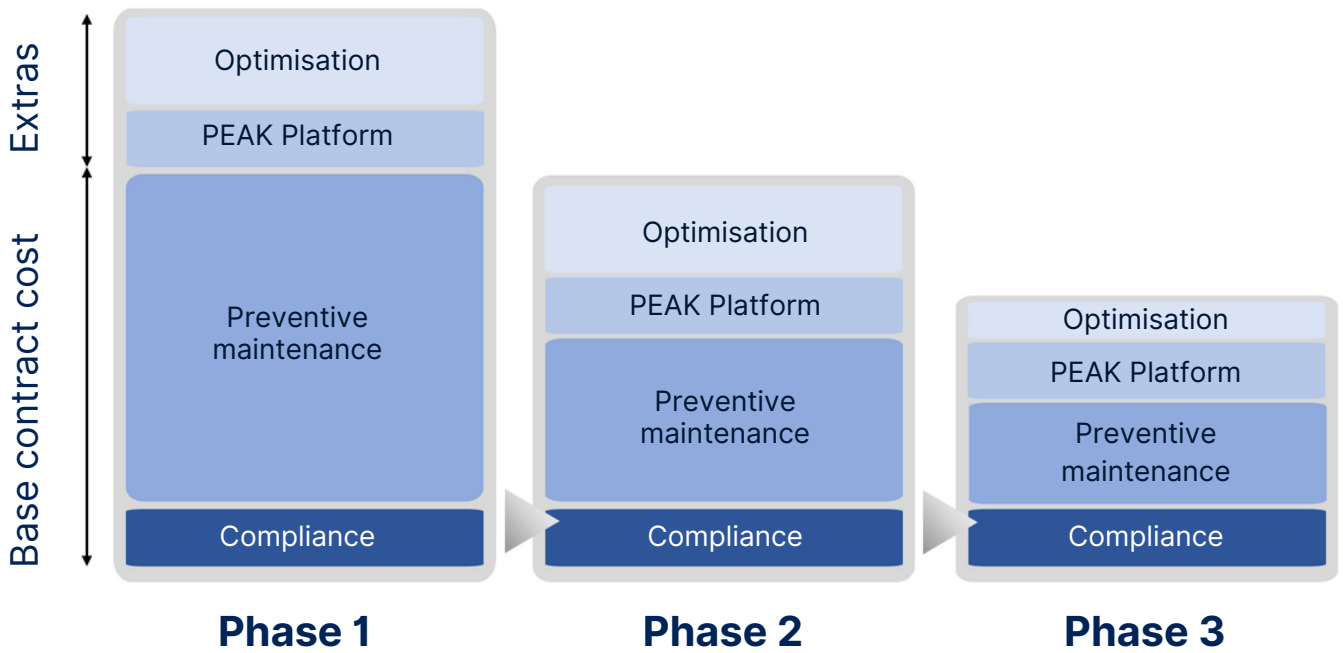 Extras
Base contract cost
Optimisation
PEAK Platform
Preventive
maintenance
Compliance
Phase 1
Optimisation
PEAK Platform
Preventive
maintenance
Compliance
Phase 2
Optimisation
PEAK Platform
Preventive
maintenance
Compliance
Phase 3